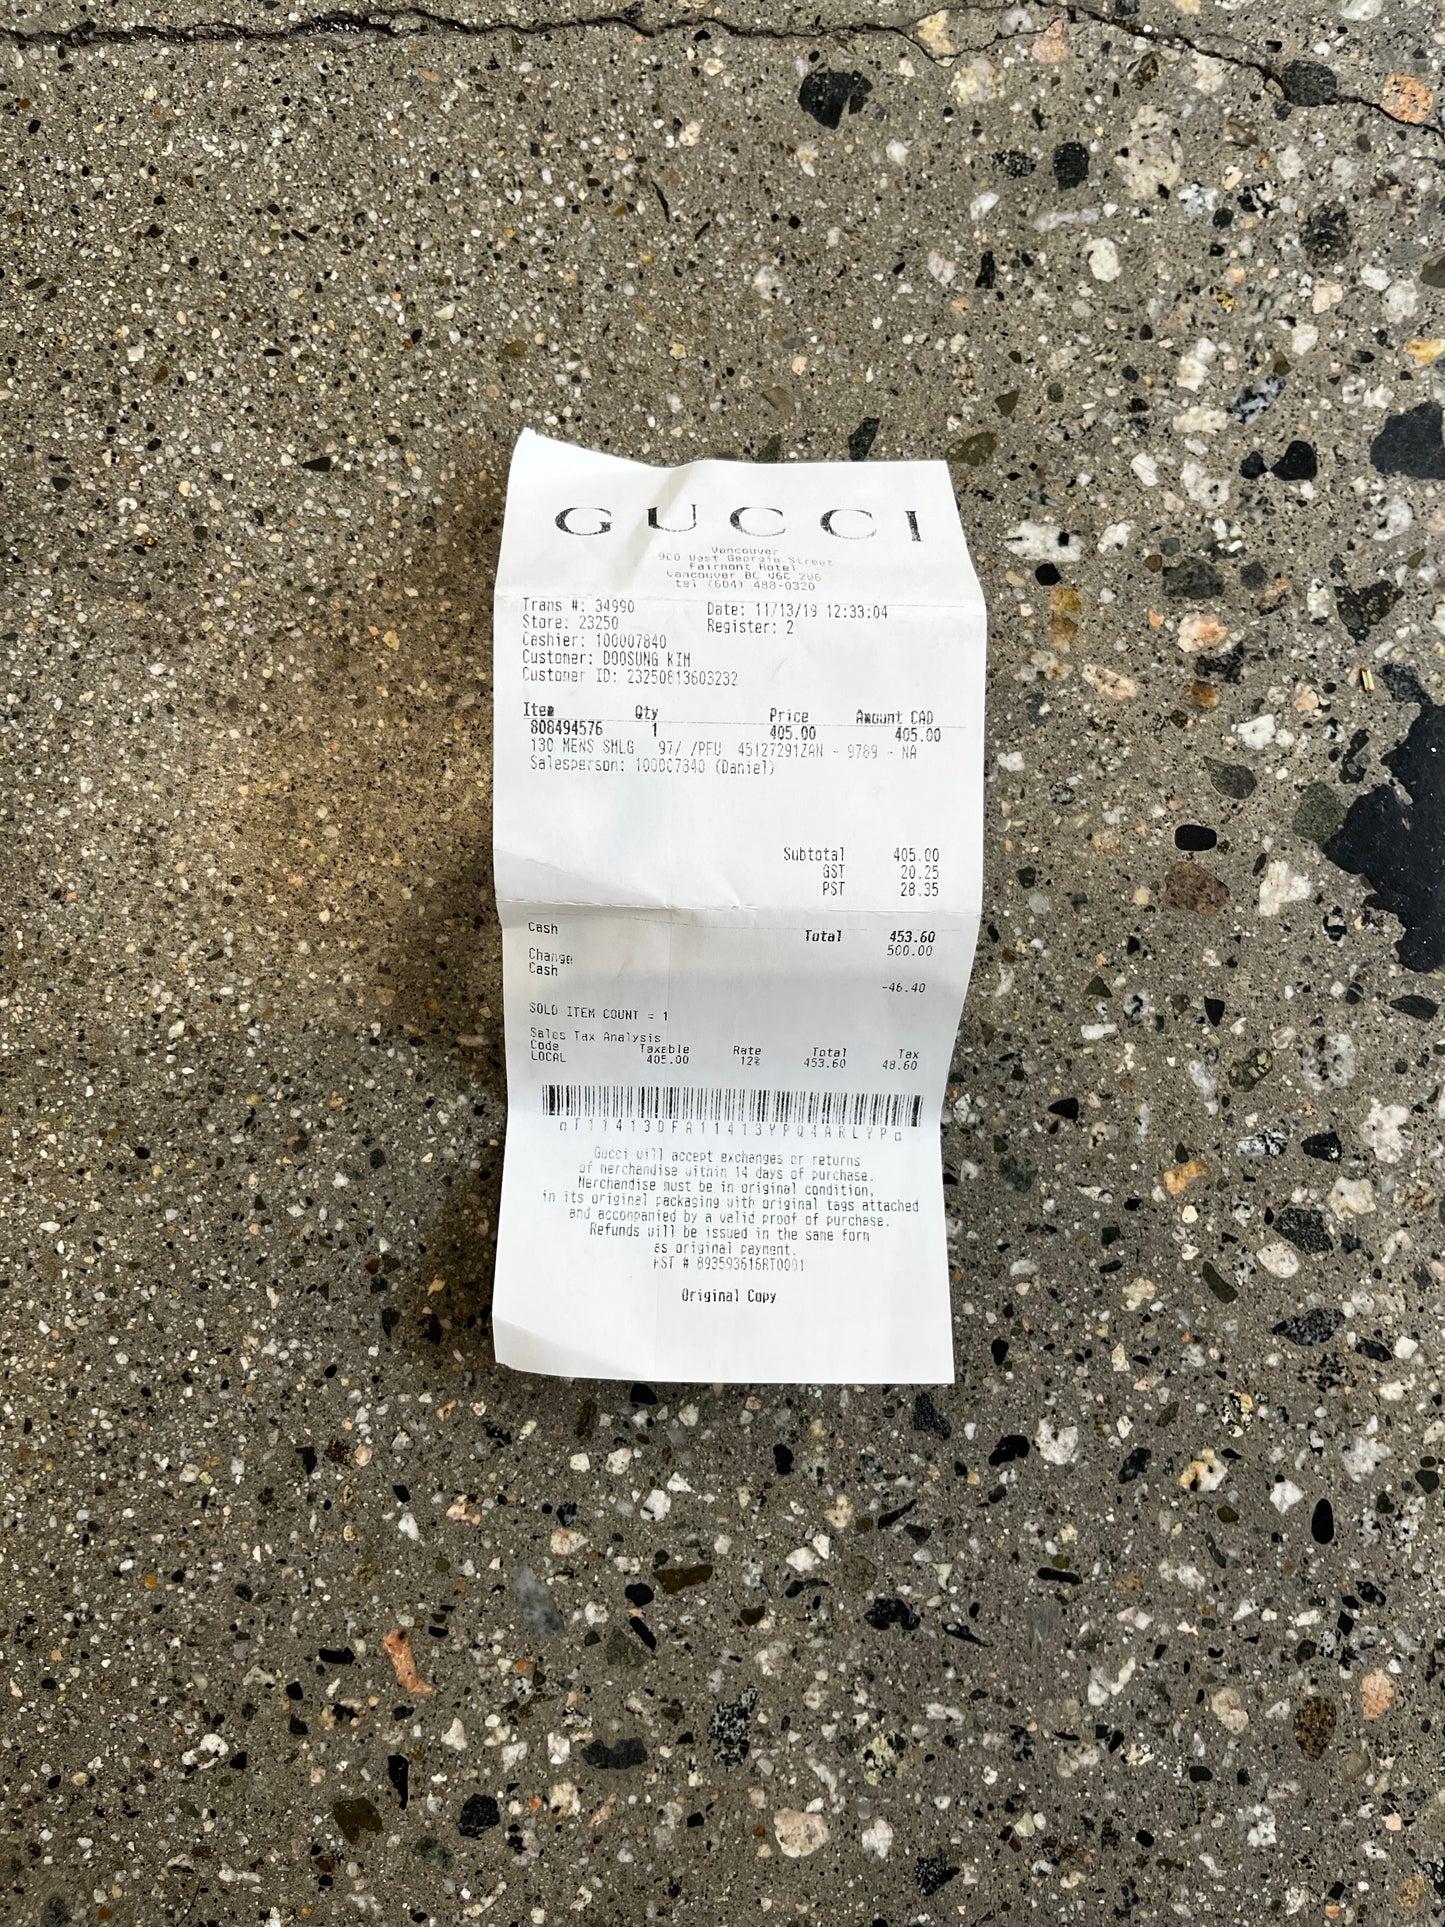 GUCCI
Vancouver
900 West Georgia Street
Fairmont Hotel
Vancouver BC V6C 2W6
tel (604) 488-0320
Trans #: 34990 Date: 11/13/19 12:33:04
Store: 23250 Register: 2
Cashier: 100007840
Customer: DOOSUNG KIM
Customer ID: 23250813603232
Item Qty Price Amount CAD
808494576 1 405.00 405.00
130 MENS SMLG 97/ /PFU 4512729IZAN - 9789 - NA
Salesperson: 100007840 (Daniel)
Subtotal 405.00
GST 20.25
PST 28.35
Total 453.60
Cash 500.00
Change
Cash -46.40
SOLD ITEM COUNT = 1
Sales Tax Analysis
Code Taxable Rate Total Tax
LOCAL 405.00 12% 453.60 48.60
Gucci will accept exchanges or returns
of merchandise within 14 days of purchase.
Merchandise must be in original condition,
in its original packaging with original tags attached
and accompanied by a valid proof of purchase.
Refunds will be issued in the same form
as original payment.
# 893593616RT0001
Original Copy